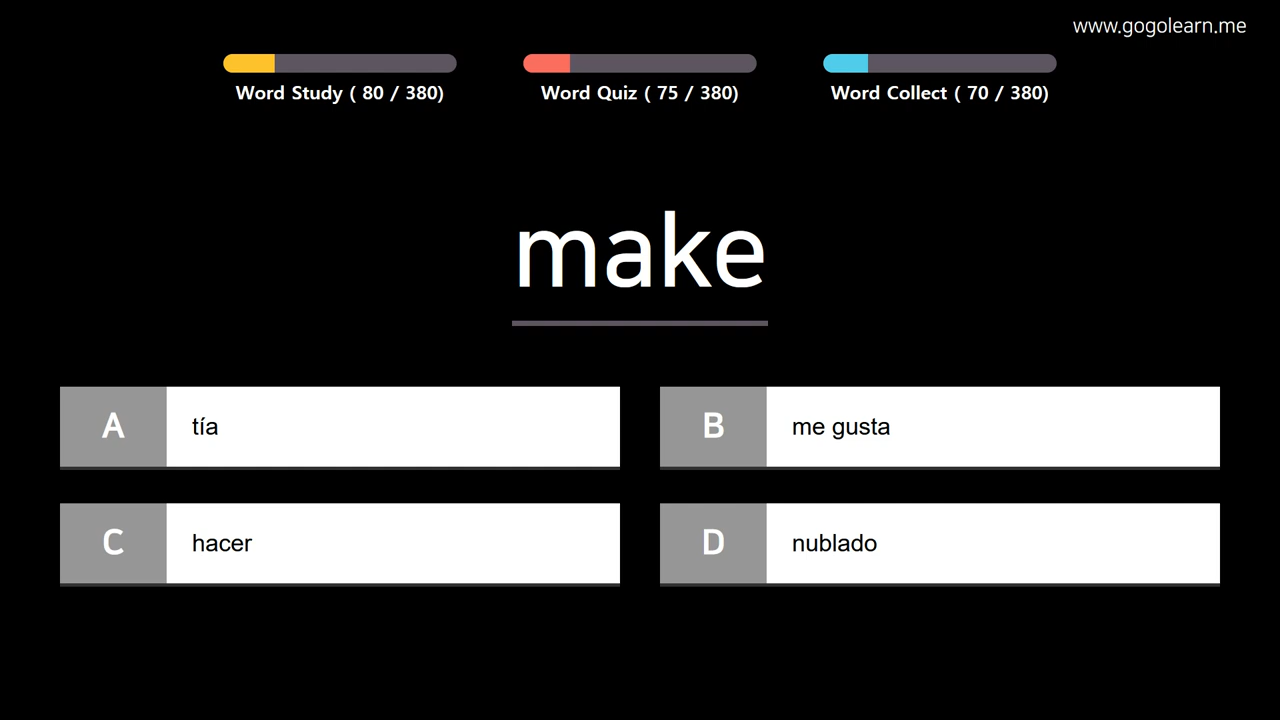 www.gogolearn.me
Word Study ( 80 / 380)
Word Quiz ( 75 / 380)
Word Collect ( 70 / 380)
make
A
tía
B
me gusta
C
hacer
D
nublado